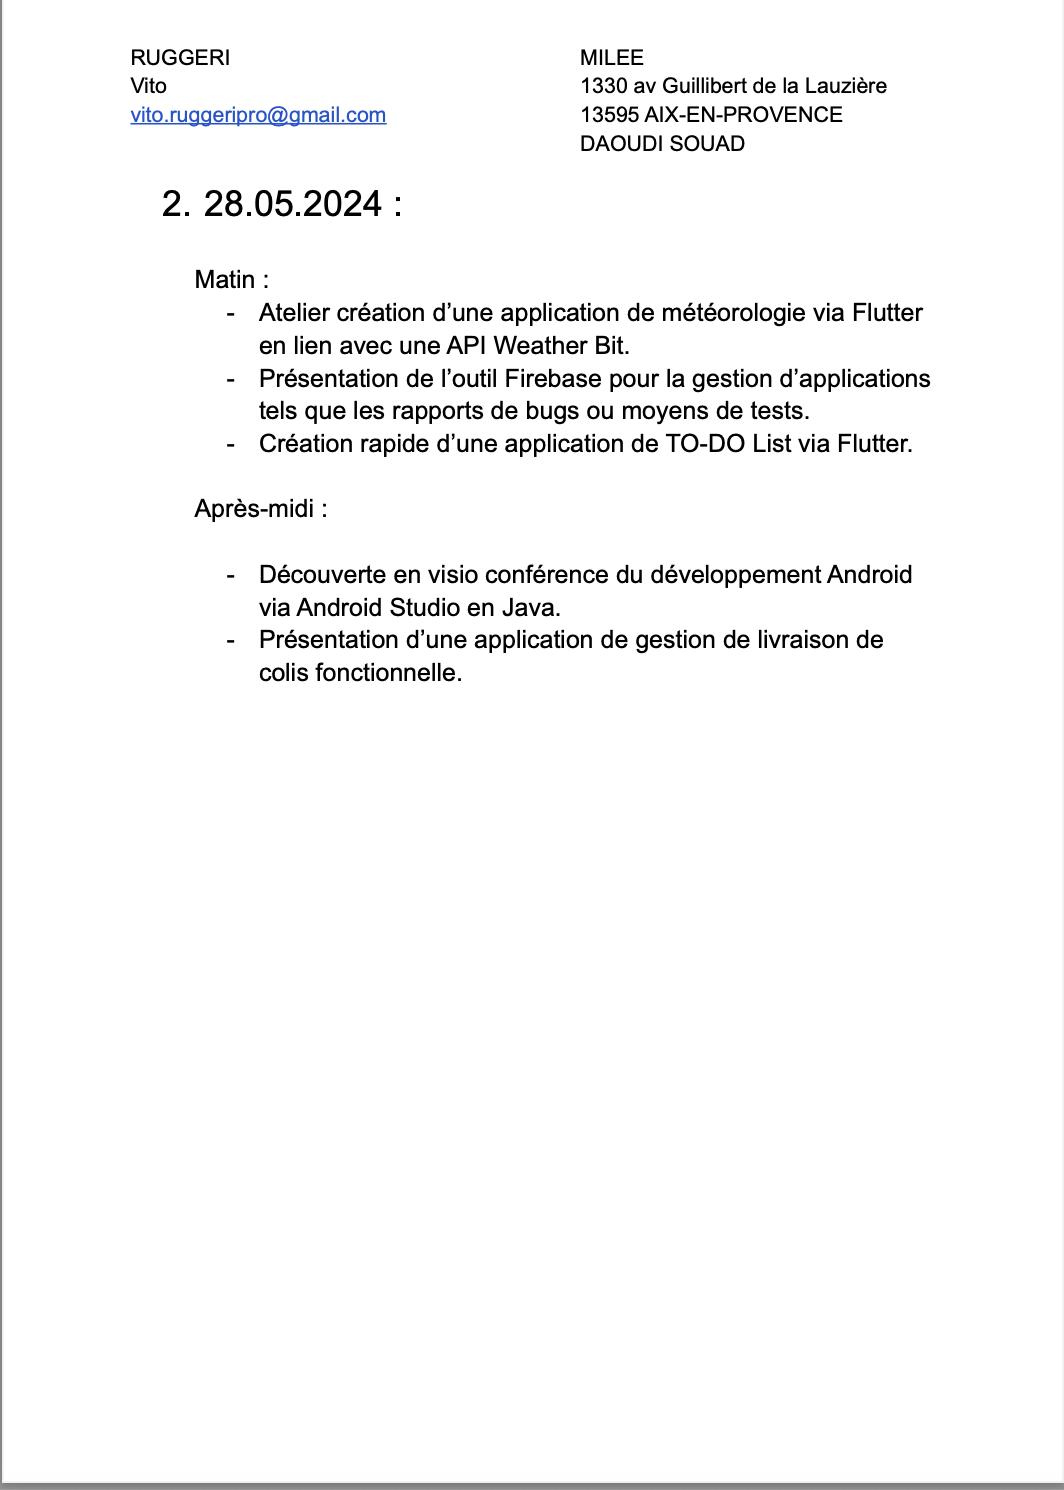 RUGGERI
Vito
vito.ruggeripro@gmail.com
MILEE
1330 av Guillibert de la Lauzière
13595 AIX-EN-PROVENCE
DAOUDI SOUAD
2. 28.05.2024 :
Matin :
- Atelier création d’une application de météorologie via Flutter
en lien avec une API Weather Bit.
- Présentation de l’outil Firebase pour la gestion d’applications
tels que les rapports de bugs ou moyens de tests.
- Création rapide d’une application de TO-DO List via Flutter.
Après-midi :
- Découverte en visio conférence du développement Android
via Android Studio en Java.
- Présentation d’une application de gestion de livraison de
colis fonctionnelle.